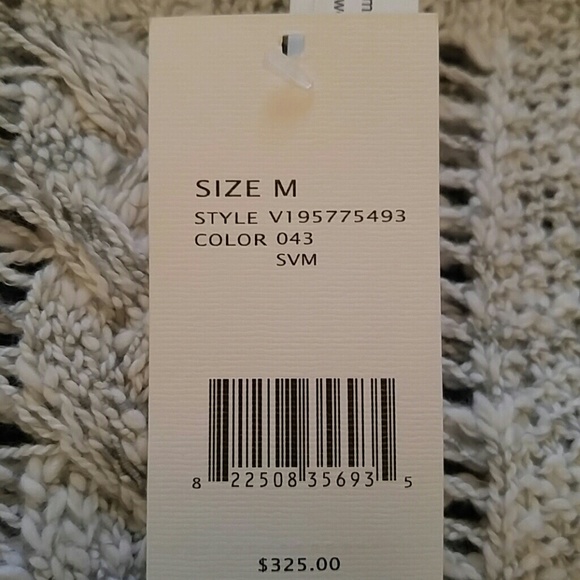 SIZE M
STYLE V195775493
COLOR 043
SVM
8 22508 35693 5
$325.00